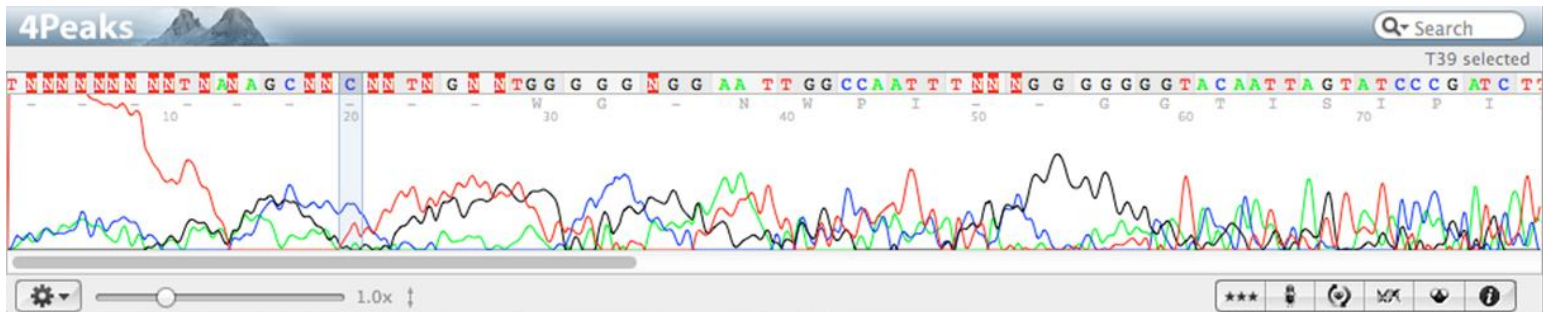 4Peaks
Search
T39 selected
T N N N N N N N N N T N A N A G C N N C N N T N G N N T G G G G G N G G A A T T G G C C A A T T T N N N G G G G G G G T A C A A T T A G T A T C C C G A T C T T
- - - - - - - - - W G - N W P I - - G G T I S I P I
10 20 30 40 50 60 70
1.0x